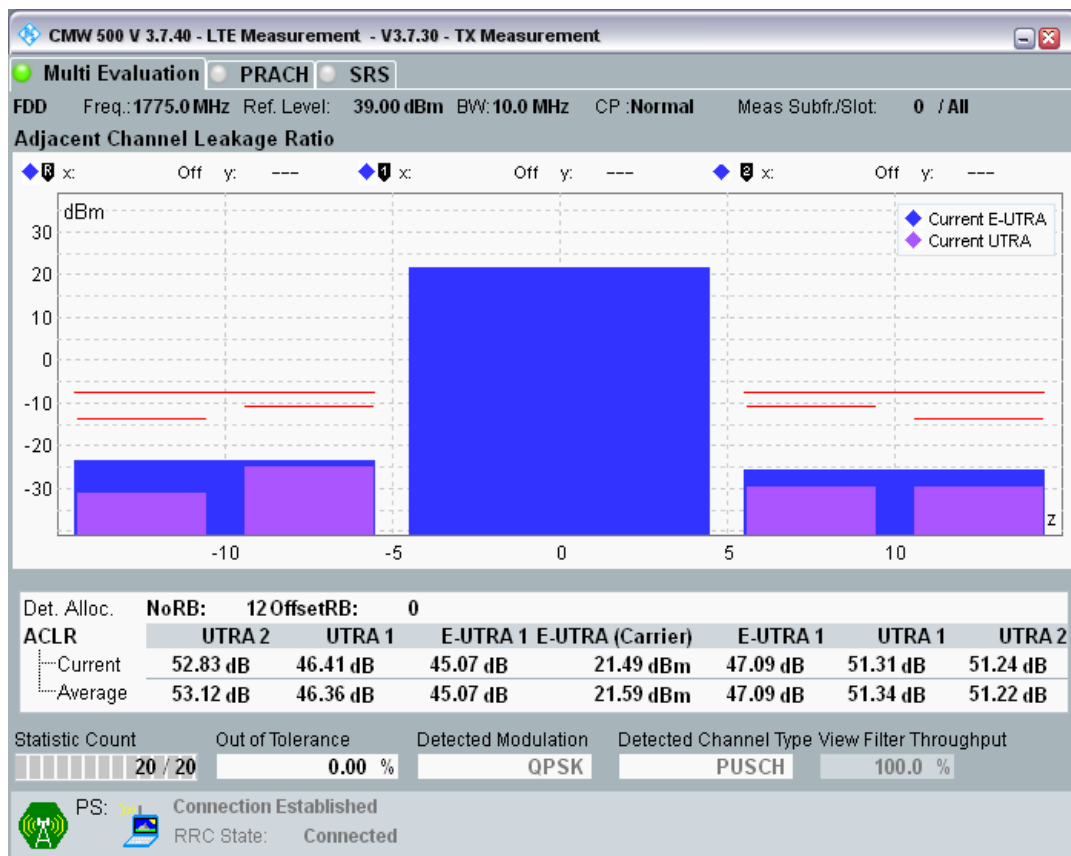 CMW 500 V 3.7.40 - LTE Measurement - V3.7.30 - TX Measurement
Multi Evaluation PRACH SRS
FDD Freq.: 1775.0 MHz Ref. Level: 39.00 dBm BW: 10.0 MHz CP :Normal Meas Subfr./Slot: 0 / All
Adjacent Channel Leakage Ratio
R x: Off y: --- 1 x: Off y: --- 2 x: Off y: ---
dBm
Current E-UTRA
Current UTRA
30
20
10
0
-10
-20
-30
z
-10 -5 0 5 10
Det. Alloc. NoRB: 12 OffsetRB: 0
ACLR UTRA 2 UTRA 1 E-UTRA 1 E-UTRA (Carrier) E-UTRA 1 UTRA 1 UTRA 2
Current 52.83 dB 46.41 dB 45.07 dB 21.49 dBm 47.09 dB 51.31 dB 51.24 dB
Average 53.12 dB 46.36 dB 45.07 dB 21.59 dBm 47.09 dB 51.34 dB 51.22 dB
Statistic Count Out of Tolerance Detected Modulation Detected Channel Type View Filter Throughput
20 / 20 0.00 % QPSK PUSCH 100.0 %
PS: Connection Established
RRC State: Connected